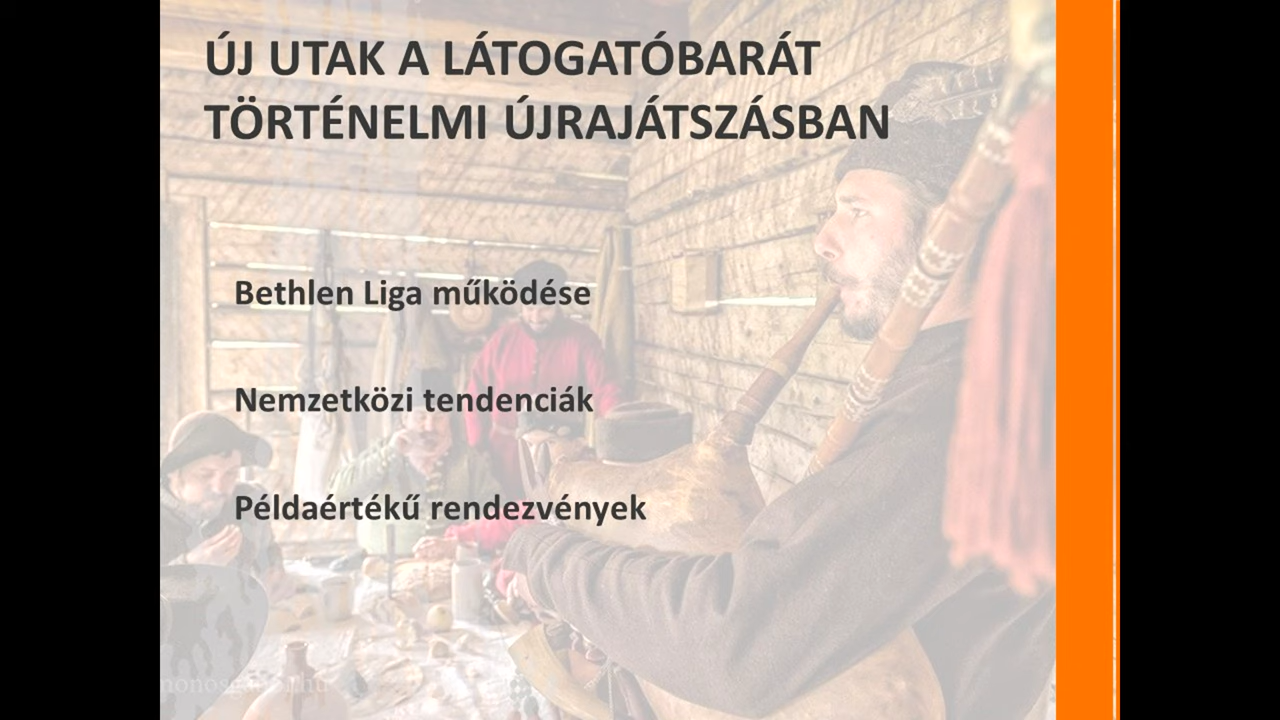 ÚJ UTAK A LÁTOGATÓBARÁT
TÖRTÉNELMI ÚJRAJÁTSZÁSBAN
Bethlen Liga működése
Nemzetközi tendenciák
Példaértékű rendezvények